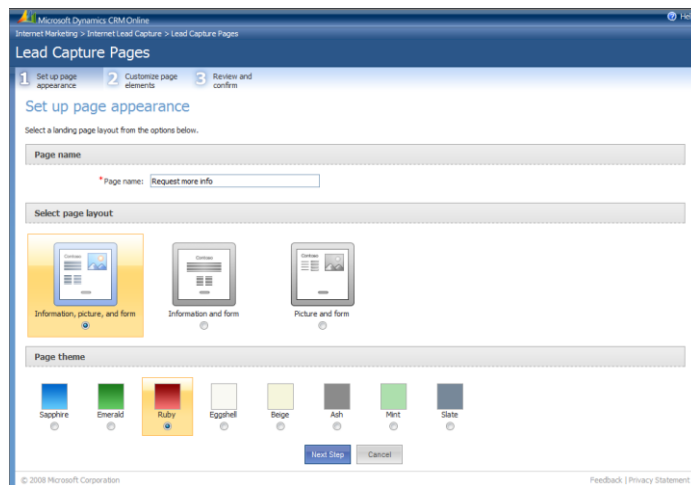 Microsoft Dynamics CRM Online
Hel
Internet Marketing > Internet Lead Capture > Lead Capture Pages
Lead Capture Pages
1 Set up page appearance
2 Customize page elements
3 Review and confirm
Set up page appearance
Select a landing page layout from the options below.
Page name
*Page name: Request more info
Select page layout
Contoso
Contoso
Contoso
Information, picture, and form
Information and form
Picture and form
Page theme
Sapphire
Emerald
Ruby
Eggshell
Beige
Ash
Mint
Slate
Next Step
Cancel
© 2008 Microsoft Corporation
Feedback | Privacy Statement